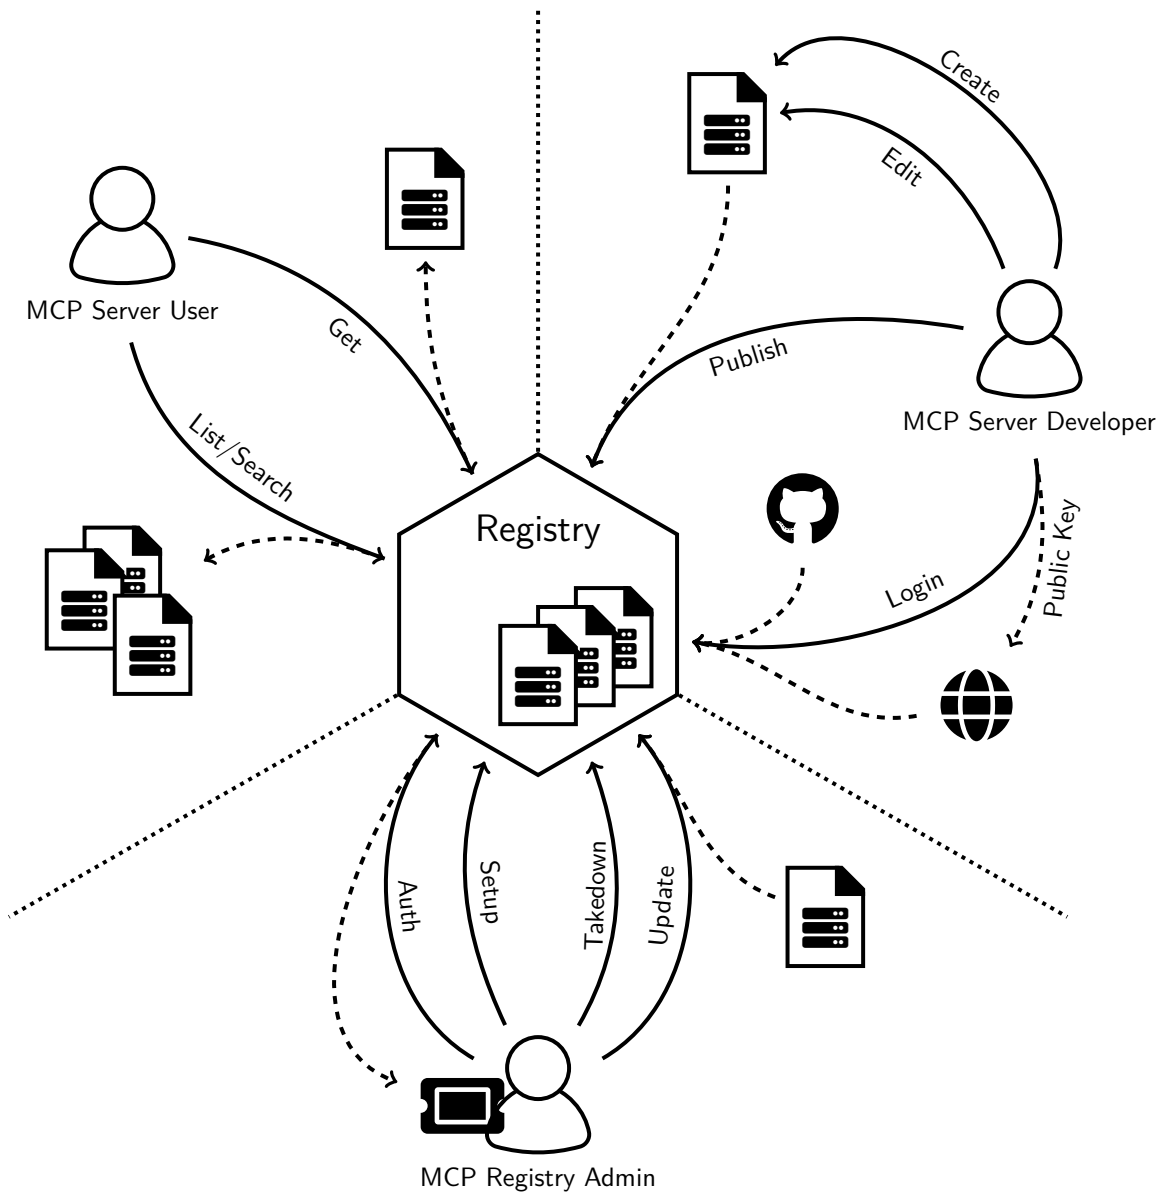 Create
Edit
MCP Server User
Get
Publish
MCP Server Developer
List/Search
Registry
Public Key
Login
Auth
Setup
Takedown
Update
MCP Registry Admin